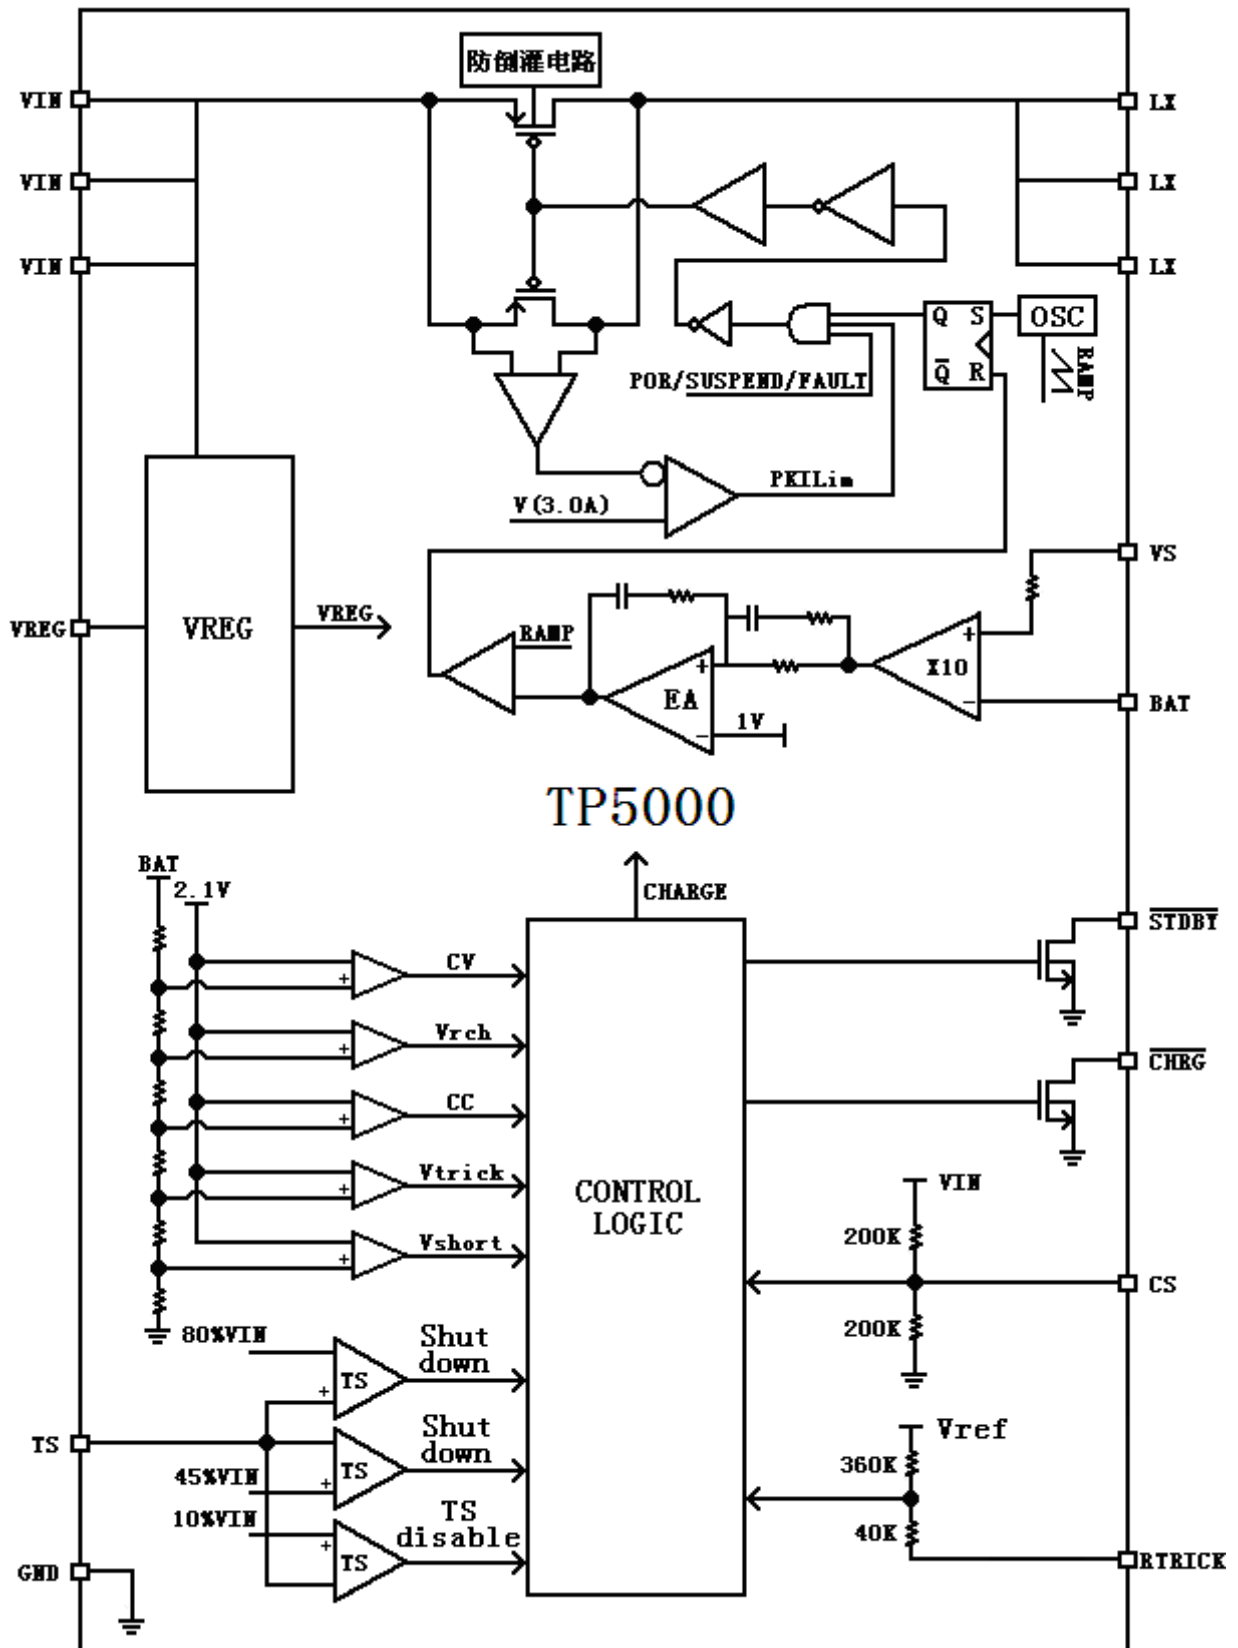 防倒灌电路
VIN
LX
VIN
LX
VIN
LX
Q S
OSC
Q̅ R
RAMP
POR/SUSPEND/FAULT
PKILim
V(3.0A)
VS
VREG
VREG
VREG
RAMP
+
X10
+
EA
-
BAT
1V
-
TP5000
BAT
2.1V
CHARGE
STDBY
CV
+
Vrch
+
CHRG
CC
+
Vtrick
+
CONTROL
LOGIC
VIN
200K
Vshort
+
CS
200K
80%VIN
Shut
down
TS
+
Vref
TS
Shut
down
360K
45%VIN
+
TS
10%VIN
TS
disable
40K
+
TS
GND
RTRICK